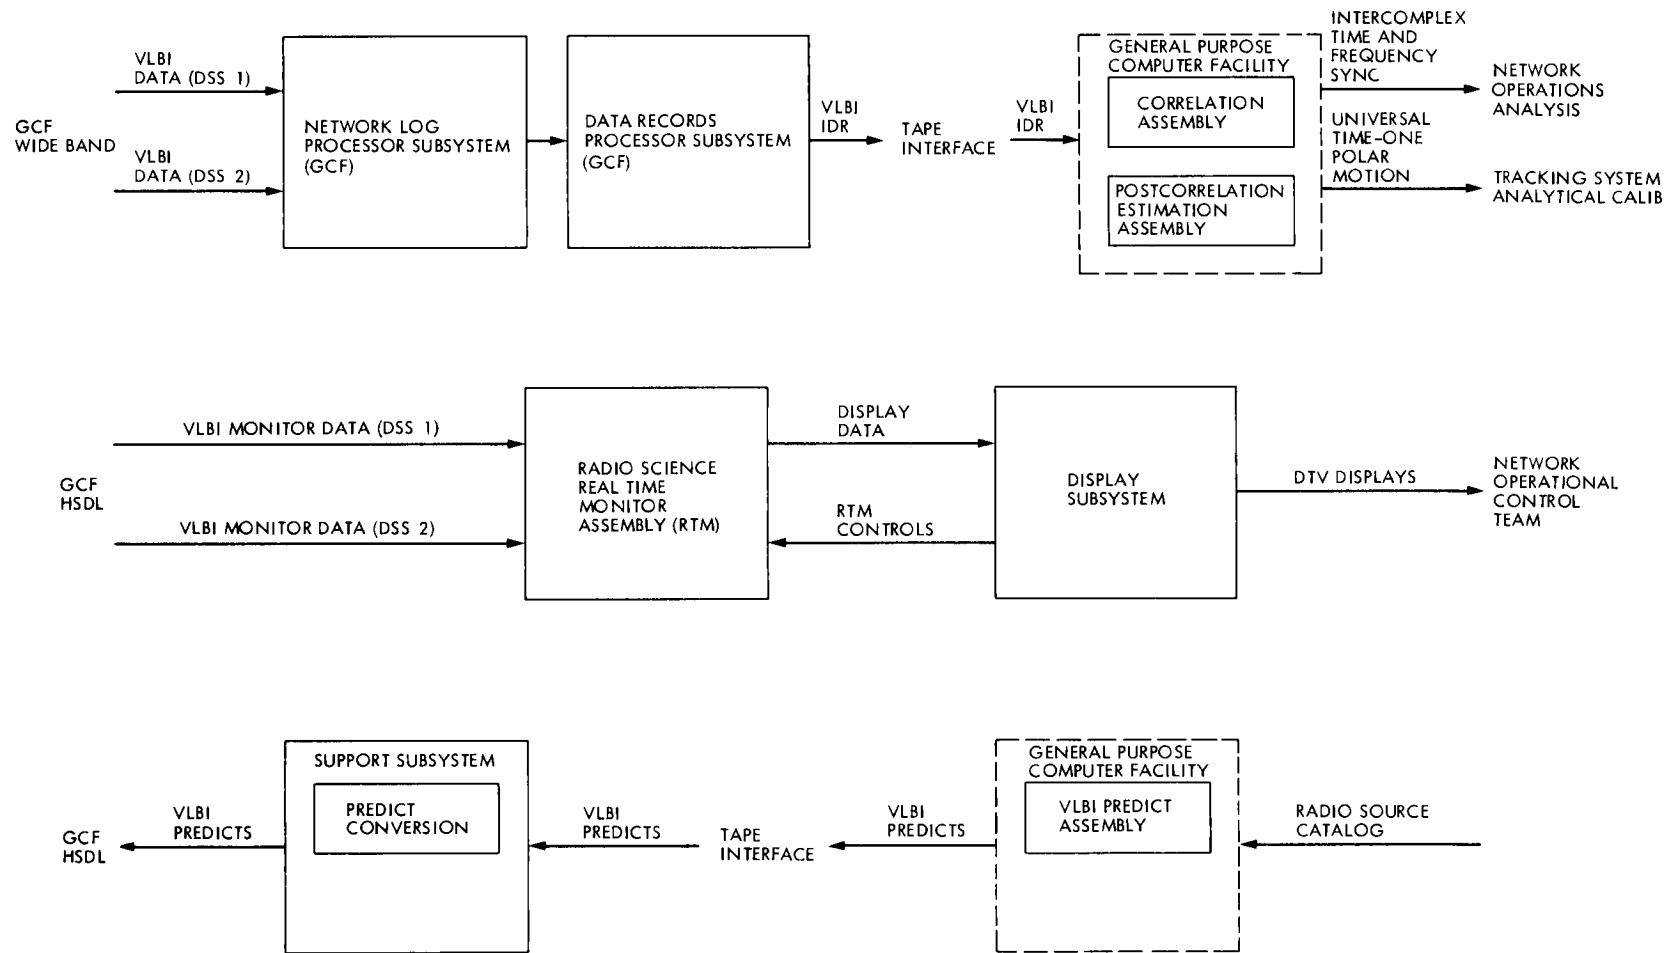 VLBI
DATA (DSS 1)
GCF
WIDE BAND
VLBI
DATA (DSS 2)
NETWORK LOG
PROCESSOR SUBSYSTEM
(GCF)
DATA RECORDS
PROCESSOR SUBSYSTEM
(GCF)
VLBI
IDR
TAPE
INTERFACE
VLBI
IDR
GENERAL PURPOSE
COMPUTER FACILITY
CORRELATION
ASSEMBLY
POSTCORRELATION
ESTIMATION
ASSEMBLY
INTERCOMPLEX
TIME AND
FREQUENCY
SYNC
NETWORK
OPERATIONS
ANALYSIS
UNIVERSAL
TIME-ONE
POLAR
MOTION
TRACKING SYSTEM
ANALYTICAL CALIB
GCF
HSDL
VLBI MONITOR DATA (DSS 1)
VLBI MONITOR DATA (DSS 2)
RADIO SCIENCE
REAL TIME
MONITOR
ASSEMBLY (RTM)
DISPLAY
DATA
RTM
CONTROLS
DISPLAY
SUBSYSTEM
DTV DISPLAYS
NETWORK
OPERATIONAL
CONTROL
TEAM
GCF
HSDL
VLBI
PREDICTS
SUPPORT SUBSYSTEM
PREDICT
CONVERSION
VLBI
PREDICTS
TAPE
INTERFACE
VLBI
PREDICTS
GENERAL PURPOSE
COMPUTER FACILITY
VLBI PREDICT
ASSEMBLY
RADIO SOURCE
CATALOG